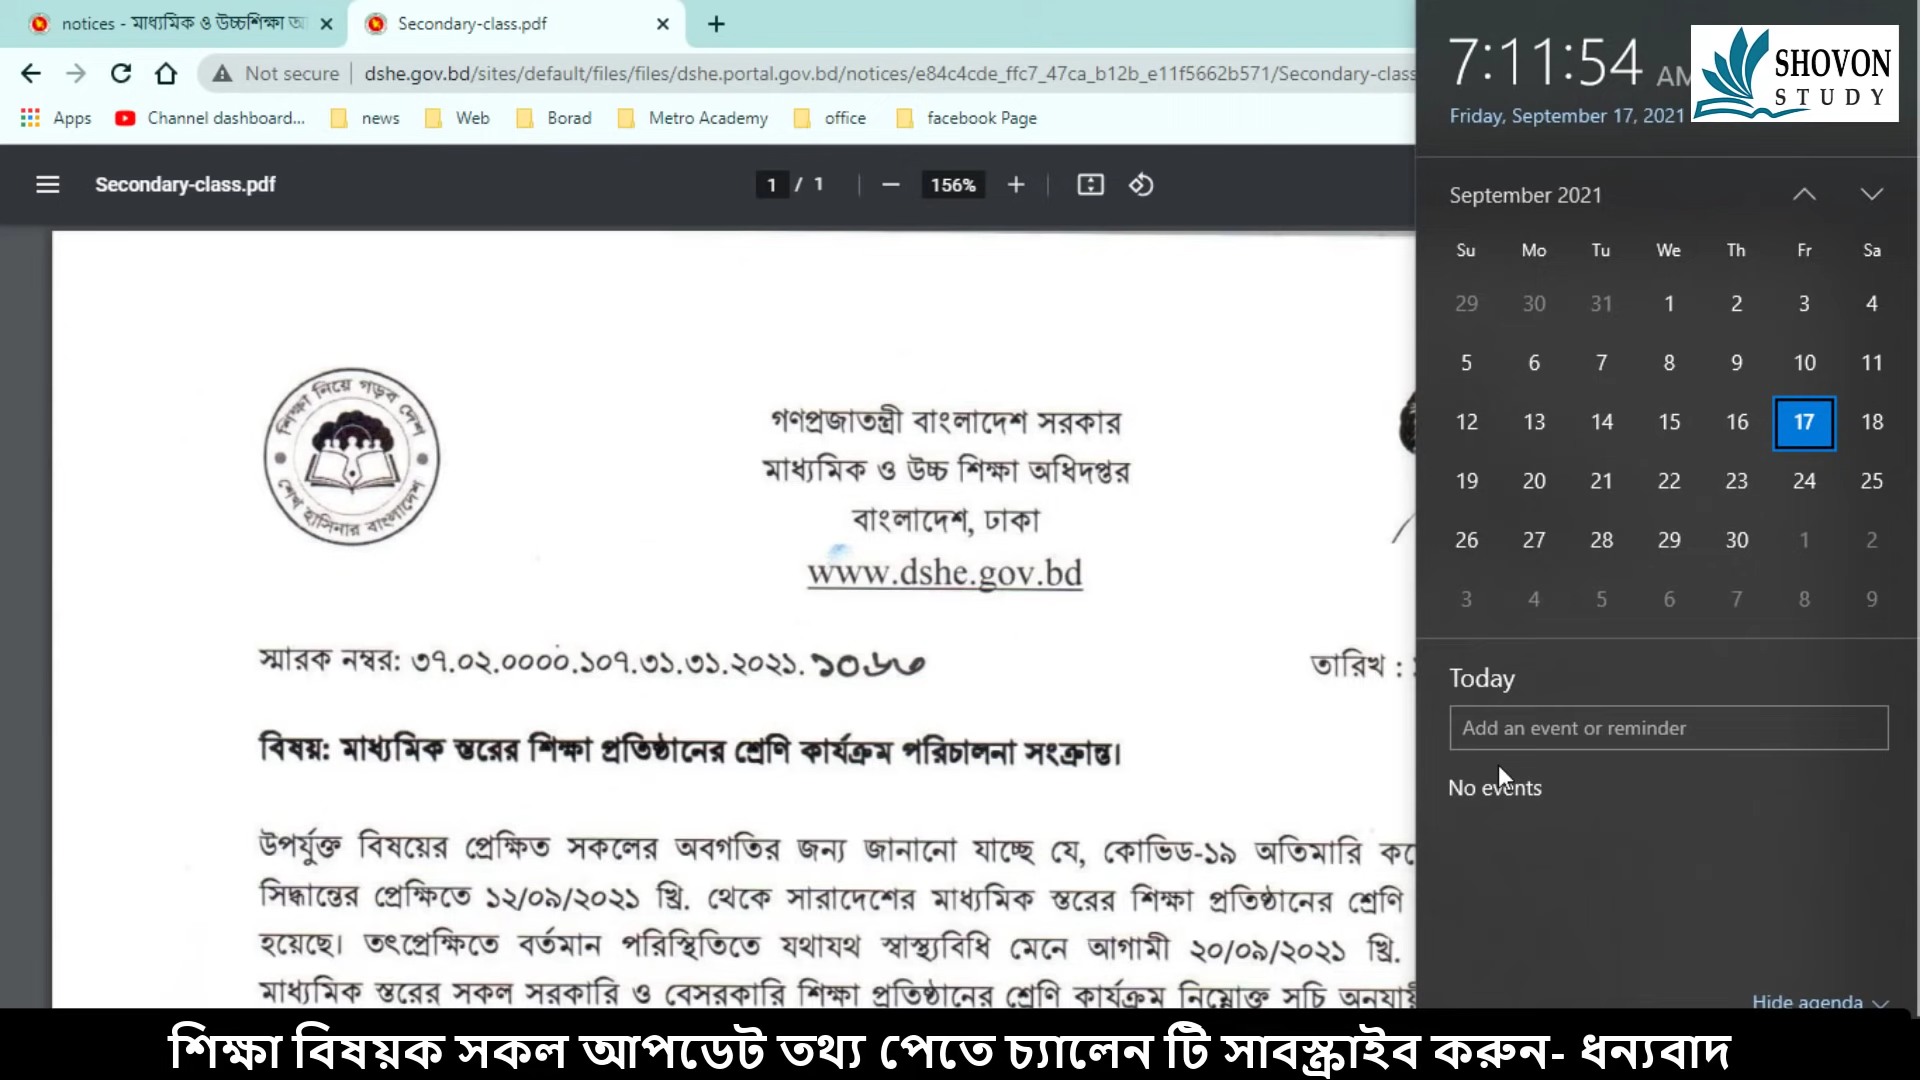 notices - মাধ্যমিক ও উচ্চশিক্ষা অ
Secondary-class.pdf
Not secure
dshe.gov.bd/sites/default/files/files/dshe.portal.gov.bd/notices/e84c4cde_ffc7_47ca_b12b_e11f5662b571/Secondary-class
Apps
Channel dashboard...
news
Web
Borad
Metro Academy
office
facebook Page
Secondary-class.pdf
1 / 1
156%
শিক্ষা নিয়ে গড়ব দেশ
শেখ হাসিনার বাংলাদেশ
গণপ্রজাতন্ত্রী বাংলাদেশ সরকার
মাধ্যমিক ও উচ্চ শিক্ষা অধিদপ্তর
বাংলাদেশ, ঢাকা
www.dshe.gov.bd
স্মারক নম্বর: ৩৭.০২.০০০০.১০৭.৩১.৩১.২০২১.
তারিখ :
বিষয়: মাধ্যমিক স্তরের শিক্ষা প্রতিষ্ঠানের শ্রেণি কার্যক্রম পরিচালনা সংক্রান্ত।
উপর্যুক্ত বিষয়ের প্রেক্ষিত সকলের অবগতির জন্য জানানো যাচ্ছে যে, কোভিড-১৯ অতিমারি
সিদ্ধান্তের প্রেক্ষিতে ১২/০৯/২০২১ খ্রি. থেকে সারাদেশের মাধ্যমিক স্তরের শিক্ষা প্রতিষ্ঠানের শ্রেণি
হয়েছে। তৎপ্রেক্ষিতে বর্তমান পরিস্থিতিতে যথাযথ স্বাস্থ্যবিধি মেনে আগামী ২০/০৯/২০২১ খ্রি.
মাধ্যমিক স্তরের সকল সরকারি ও বেসরকারি শিক্ষা প্রতিষ্ঠানের শ্রেণি কার্যক্রম নিম্নোক্ত সূচি
7:11:54 AM
SHOVON
STUDY
Friday, September 17, 2021
September 2021
Su Mo Tu We Th Fr Sa
29 30 31 1 2 3 4
5 6 7 8 9 10 11
12 13 14 15 16 17 18
19 20 21 22 23 24 25
26 27 28 29 30 1 2
3 4 5 6 7 8 9
Today
Add an event or reminder
No events
Hide agenda
শিক্ষা বিষয়ক সকল আপডেট তথ্য পেতে চ্যালেন টি সাবস্ক্রাইব করুন- ধন্যবাদ